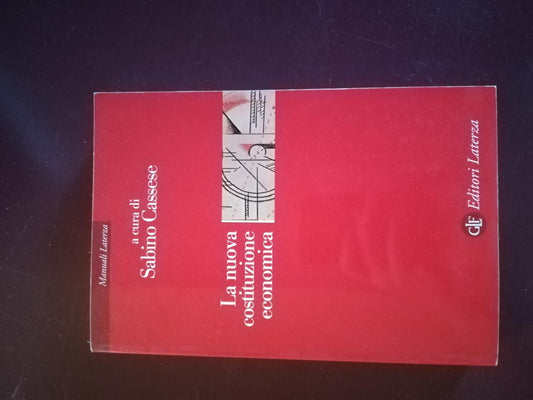 Manuali Laterza
a cura di
Sabino Cassese
La nuova
costituzione
economica
Editori Laterza